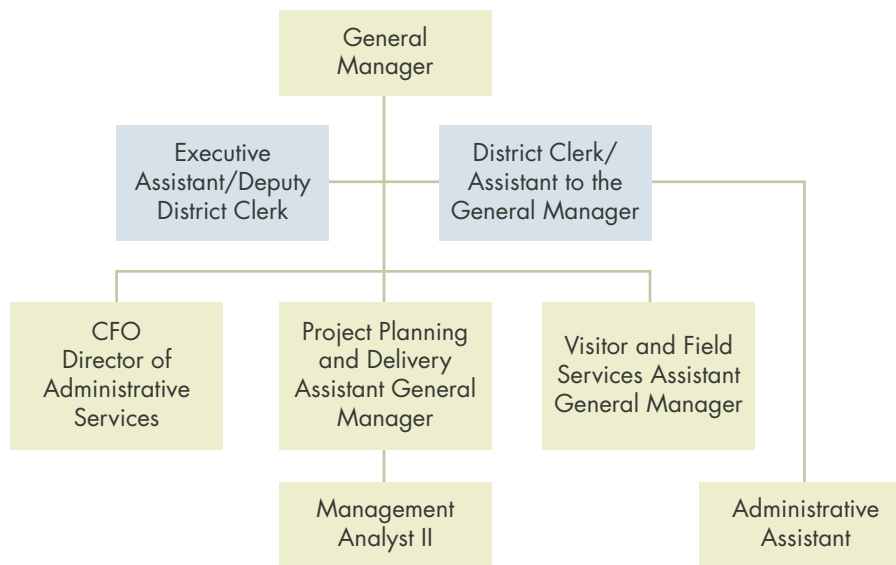 General
Manager
Executive
Assistant/Deputy
District Clerk
District Clerk/
Assistant to the
General Manager
CFO
Director of
Administrative
Services
Project Planning
and Delivery
Assistant General
Manager
Visitor and Field
Services Assistant
General Manager
Management
Analyst II
Administrative
Assistant